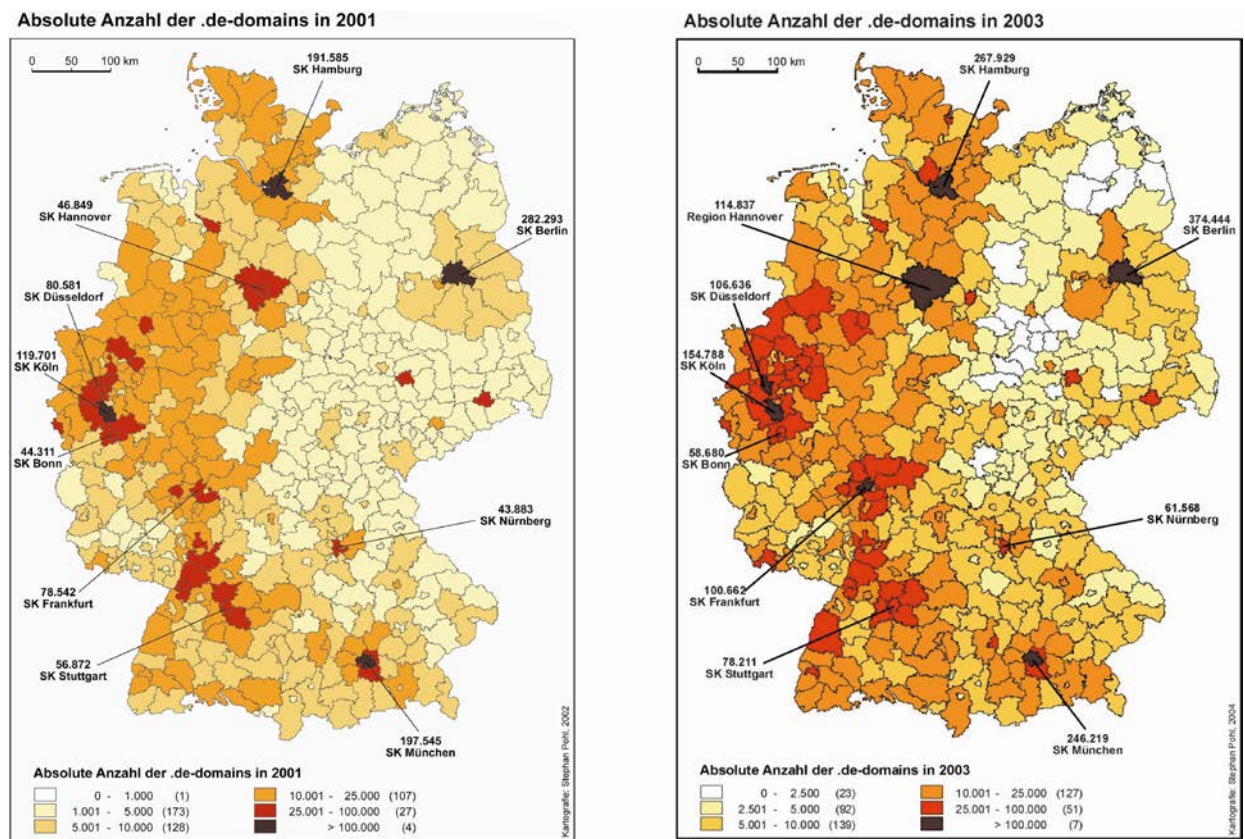 Absolute Anzahl der .de-domains in 2001
0 50 100 km
191.585
SK Hamburg
46.849
SK Hannover
282.293
SK Berlin
80.581
SK Düsseldorf
119.701
SK Köln
44.311
SK Bonn
43.883
SK Nürnberg
78.542
SK Frankfurt
56.872
SK Stuttgart
197.545
SK München
Kartografie: Stephan Pohl, 2002
Absolute Anzahl der .de-domains in 2001
0 - 1.000 (1)
1.001 - 5.000 (173)
5.001 - 10.000 (128)
10.001 - 25.000 (107)
25.001 - 100.000 (27)
> 100.000 (4)
Absolute Anzahl der .de-domains in 2003
0 50 100 km
267.929
SK Hamburg
114.837
Region Hannover
374.444
SK Berlin
106.636
SK Düsseldorf
154.788
SK Köln
58.680
SK Bonn
61.568
SK Nürnberg
100.662
SK Frankfurt
78.211
SK Stuttgart
246.219
SK München
Kartografie: Stephan Pohl, 2004
Absolute Anzahl der .de-domains in 2003
0 - 2.500 (23)
2.501 - 5.000 (92)
5.001 - 10.000 (139)
10.001 - 25.000 (127)
25.001 - 100.000 (51)
> 100.000 (7)